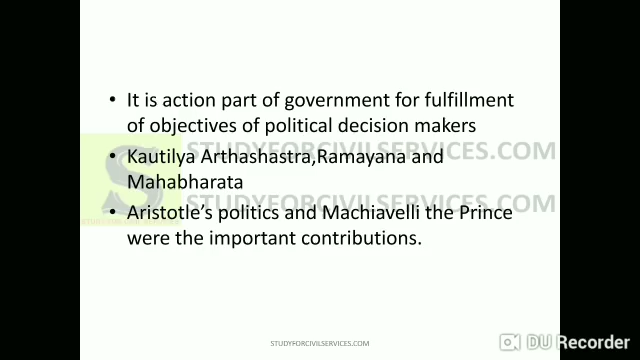 • It is action part of government for fulfillment
of objectives of political decision makers
STUDYFORCIVILSERVICES.COM
• Kautilya Arthashastra,Ramayana and
Mahabharata
STUDYFORCIVILSERVICES.COM
• Aristotle's politics and Machiavelli the Prince
were the important contributions.
STUDYFORCIVILSERVICES.COM
DU Recorder